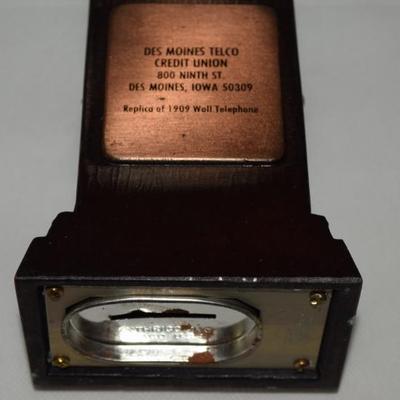 DES MOINES TELCO
CREDIT UNION
800 NINTH ST.
DES MOINES, IOWA 50309
Replica of 1909 Wall Telephone